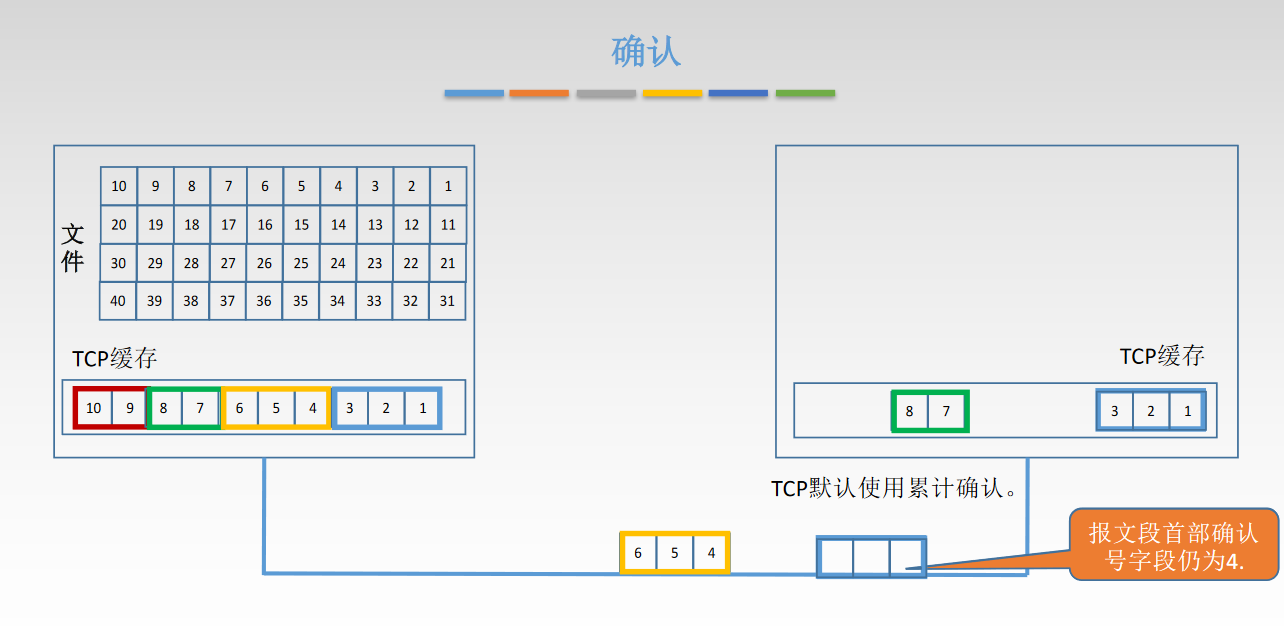 确认
文件
10 9 8 7 6 5 4 3 2 1
20 19 18 17 16 15 14 13 12 11
30 29 28 27 26 25 24 23 22 21
40 39 38 37 36 35 34 33 32 31
TCP缓存
10 9 8 7 6 5 4 3 2 1
TCP缓存
8 7 3 2 1
TCP默认使用累计确认。
6 5 4
报文段首部确认
号字段仍为4.